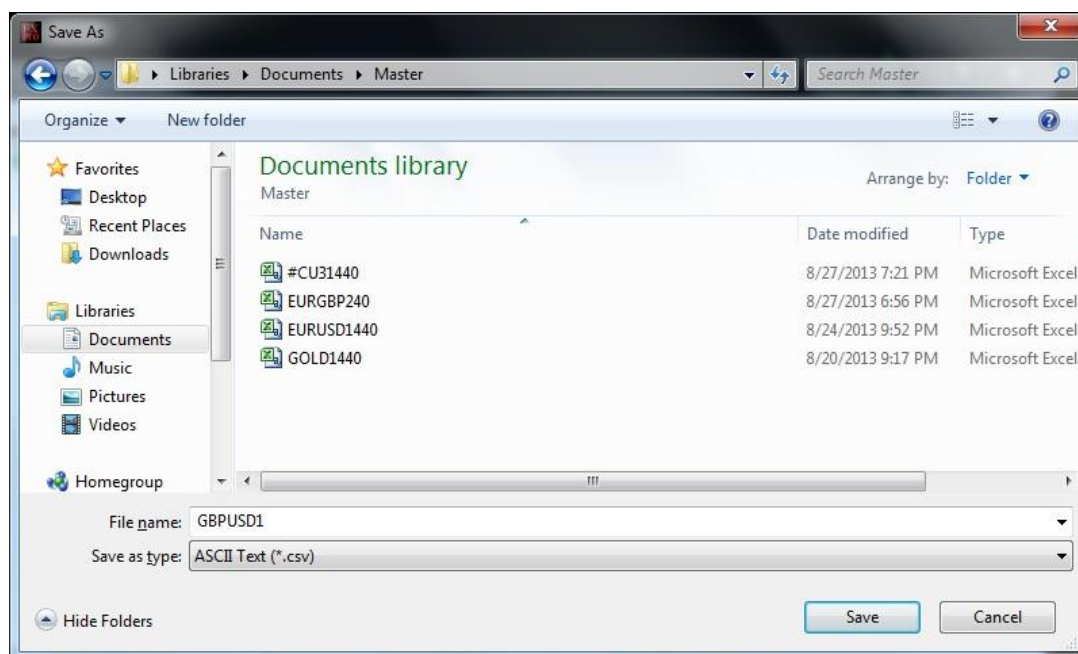 Save As
Libraries Documents Master
Search Master
Organize New folder
Favorites
Desktop
Recent Places
Downloads
Libraries
Documents
Music
Pictures
Videos
Homegroup
Documents library
Master
Arrange by: Folder
Name Date modified Type
#CU31440 8/27/2013 7:21 PM Microsoft Excel
EURGBP240 8/27/2013 6:56 PM Microsoft Excel
EURUSD1440 8/24/2013 9:52 PM Microsoft Excel
GOLD1440 8/20/2013 9:17 PM Microsoft Excel
File name: GBPUSD1
Save as type: ASCII Text (*.csv)
Hide Folders
Save Cancel